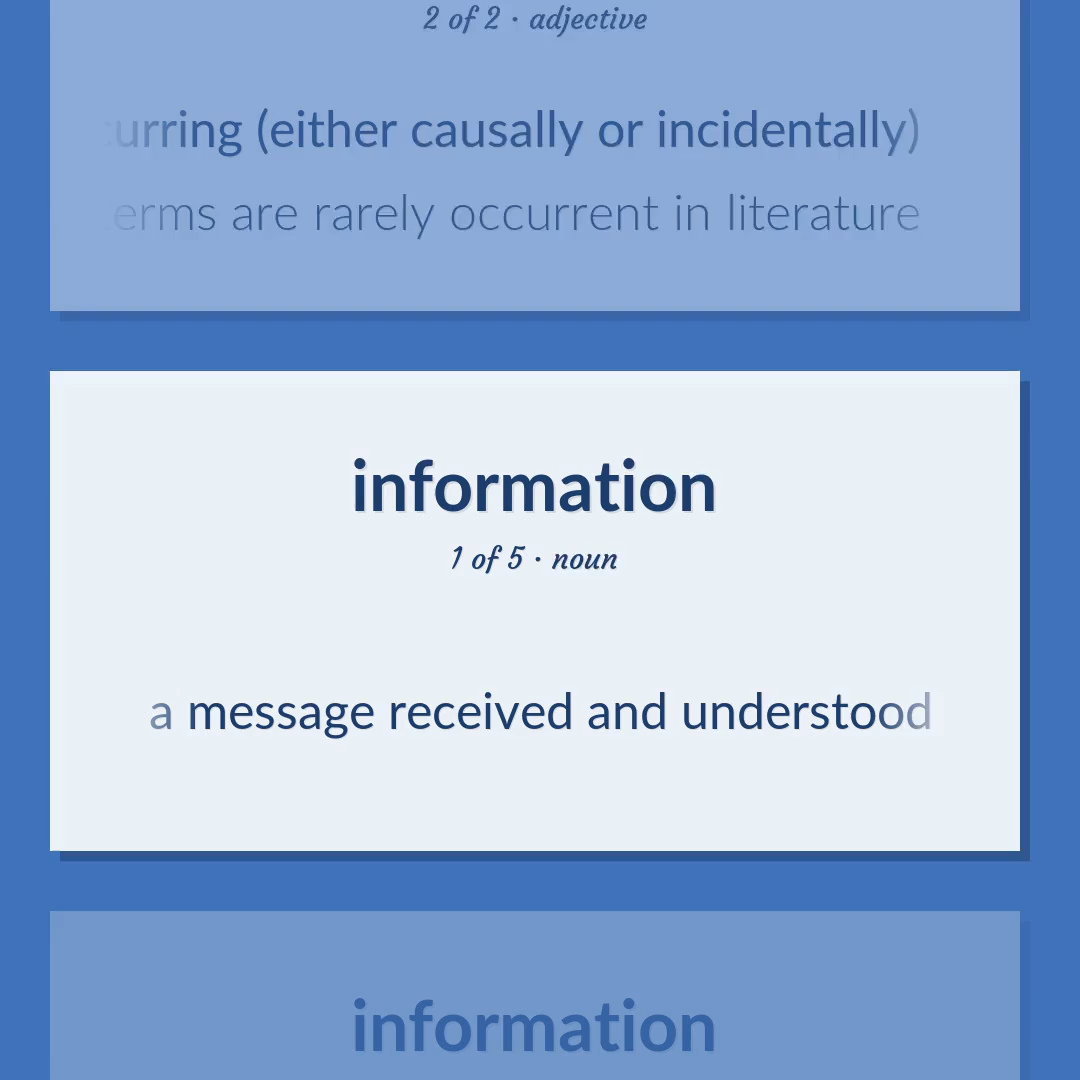 2 of 2 · adjective
urring (either causally or incidentally)
erms are rarely occurrent in literature
information
1 of 5 · noun
a message received and understood
information